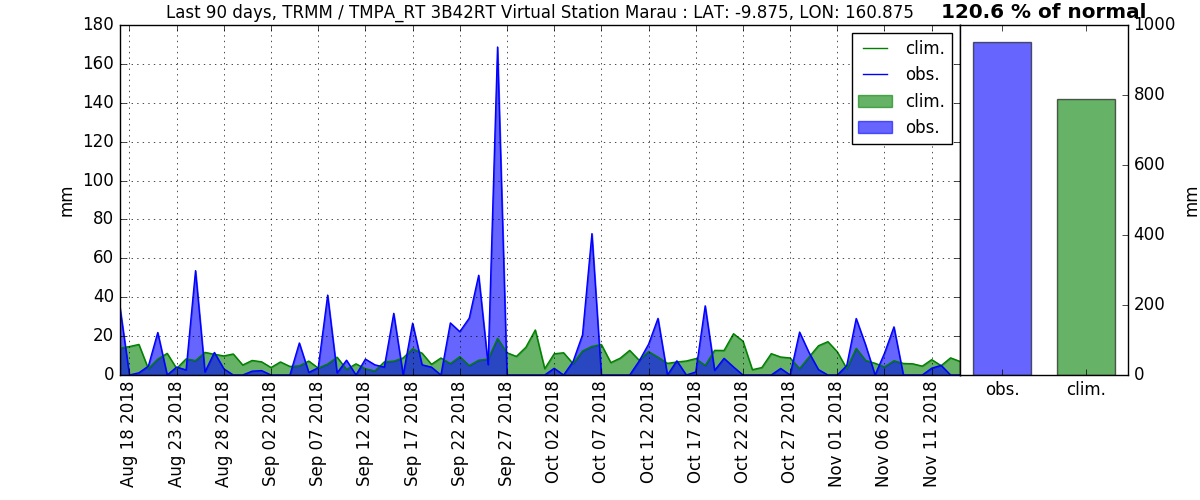 Last 90 days, TRMM / TMPA_RT 3B42RT Virtual Station Marau : LAT: -9.875, LON: 160.875
120.6 % of normal
180
160
140
120
100
80
60
40
20
0
mm
clim.
obs.
clim.
obs.
1000
800
600
400
200
0
mm
obs.
clim.
Aug 18 2018
Aug 23 2018
Aug 28 2018
Sep 02 2018
Sep 07 2018
Sep 12 2018
Sep 17 2018
Sep 22 2018
Sep 27 2018
Oct 02 2018
Oct 07 2018
Oct 12 2018
Oct 17 2018
Oct 22 2018
Oct 27 2018
Nov 01 2018
Nov 06 2018
Nov 11 2018